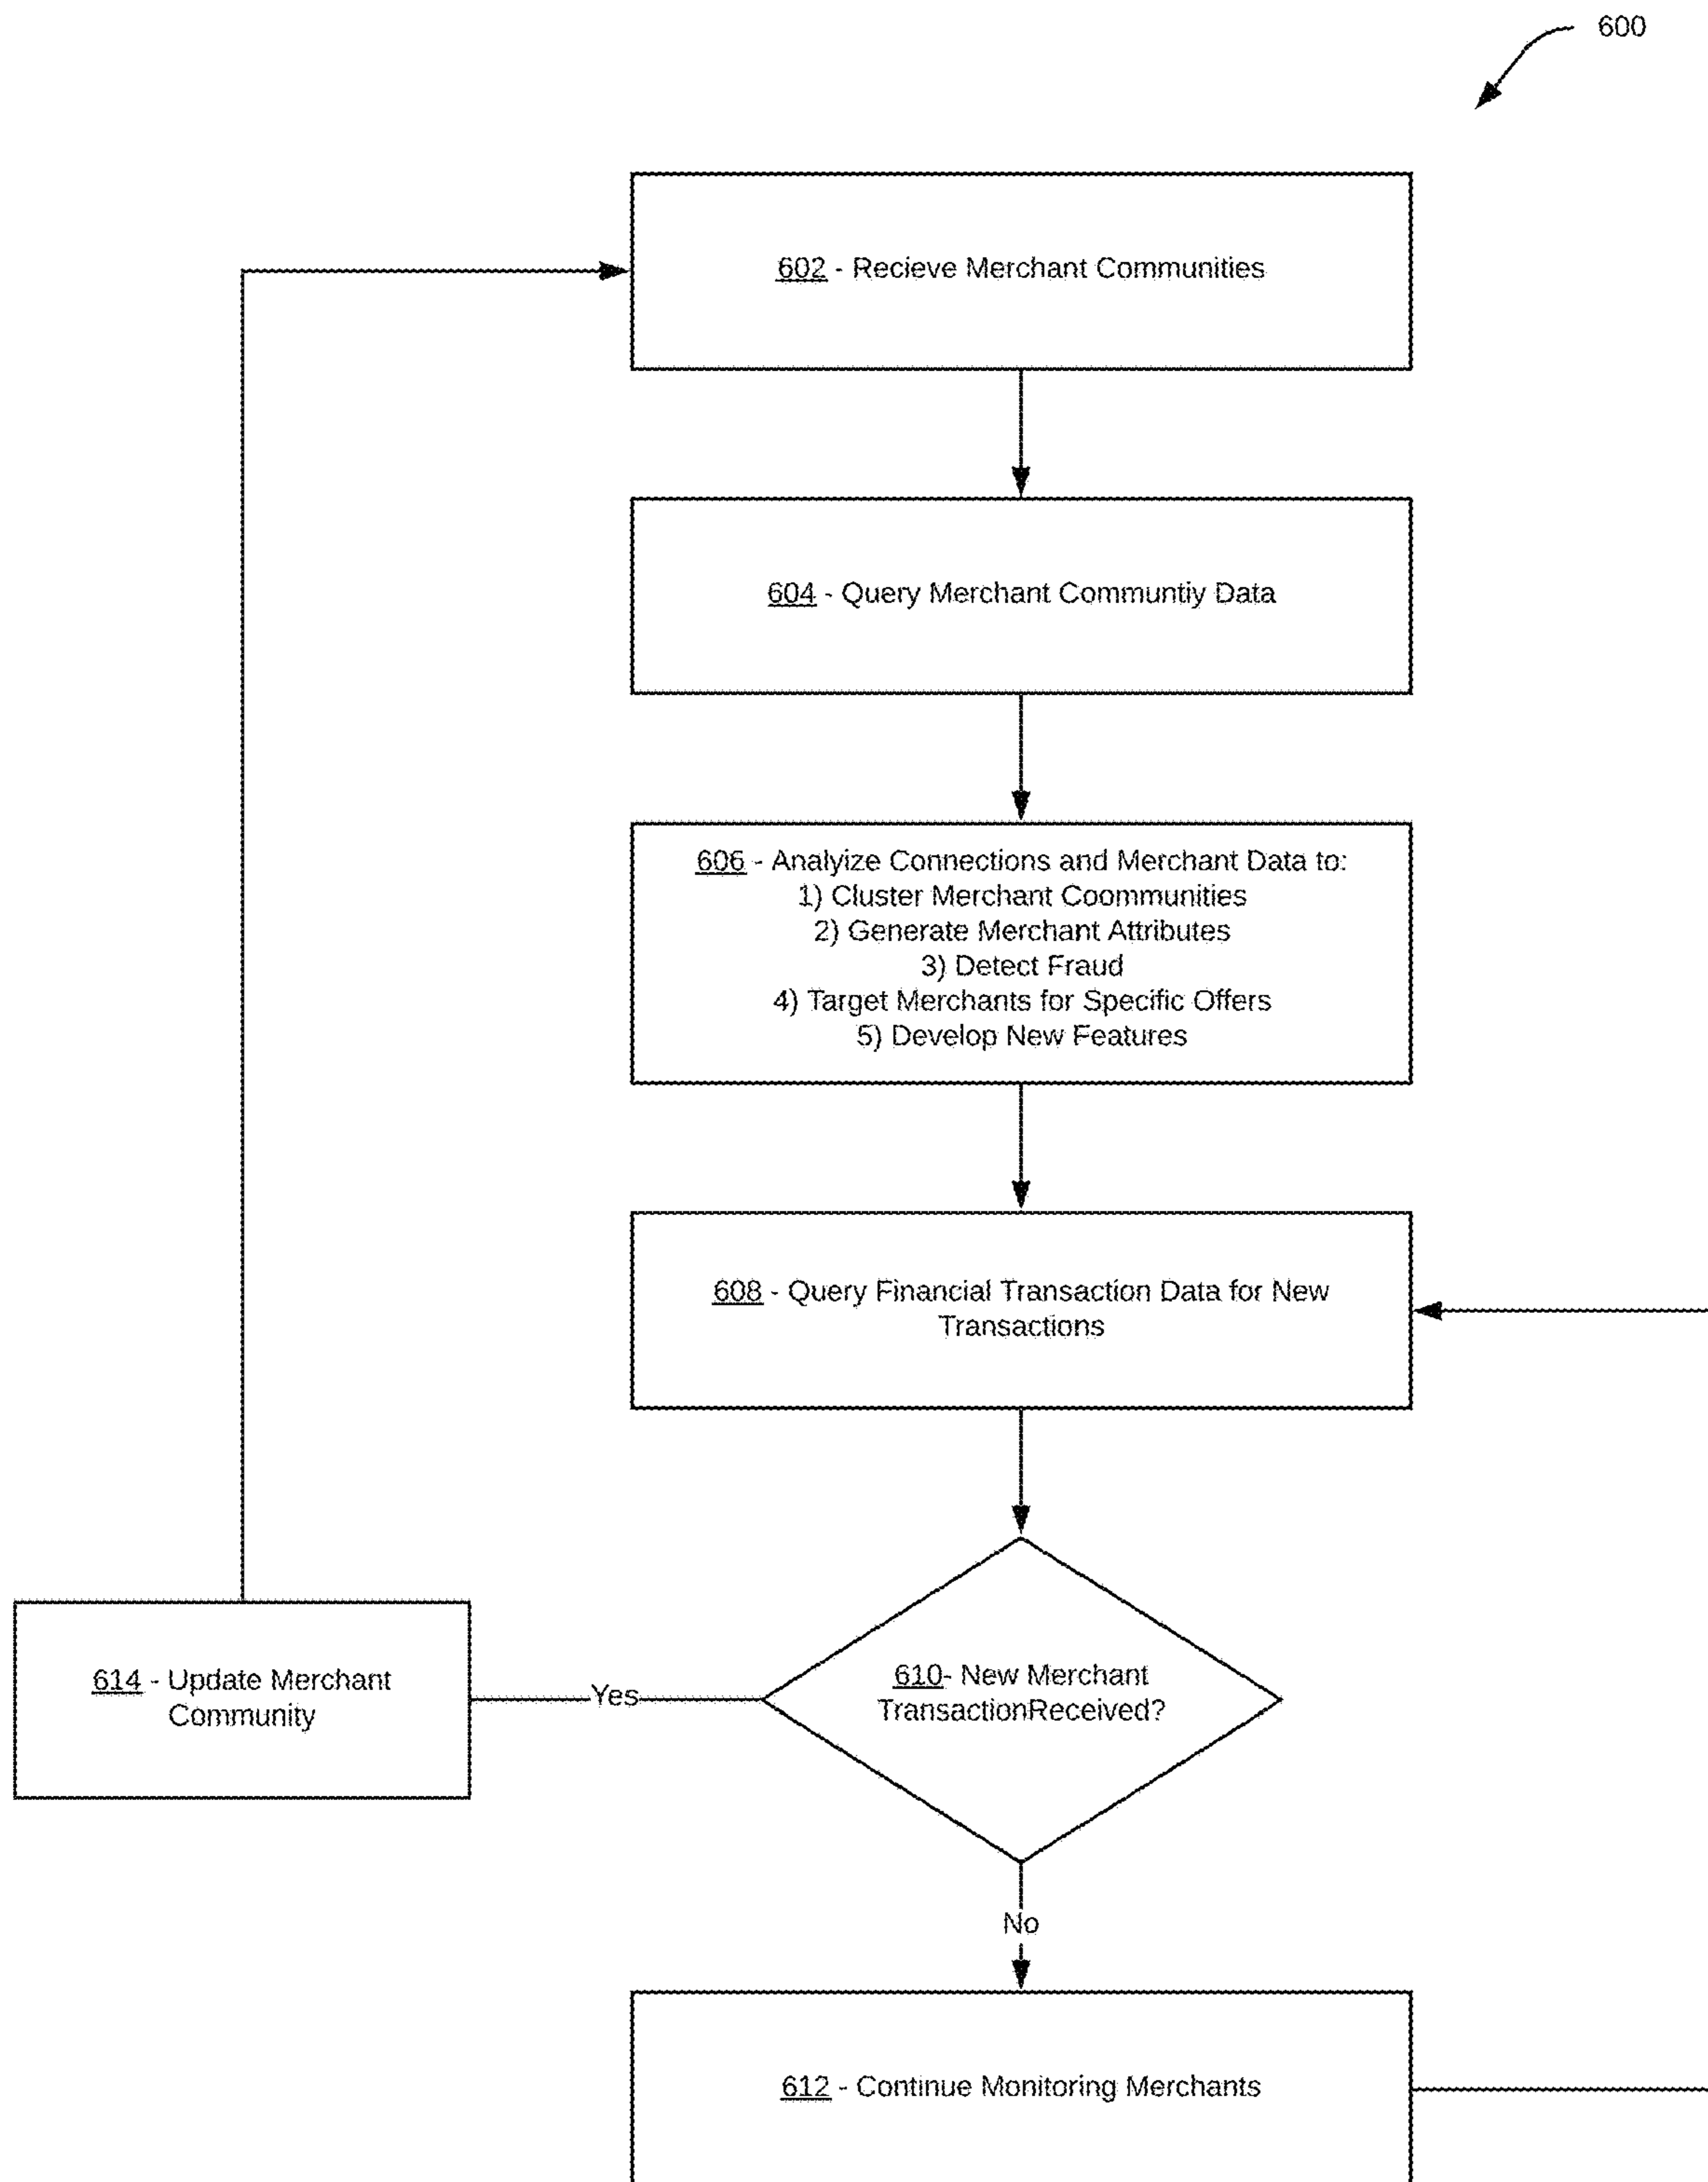 600
602 - Recieve Merchant Communities
604 - Query Merchant Communtiy Data
606 - Analyize Connections and Merchant Data to:
1) Cluster Merchant Coommunities
2) Generate Merchant Attributes
3) Detect Fraud
4) Target Merchants for Specific Offers
5) Develop New Features
608 - Query Financial Transaction Data for New
Transactions
610- New Merchant
TransactionReceived?
Yes
614 - Update Merchant
Community
No
612 - Continue Monitoring Merchants